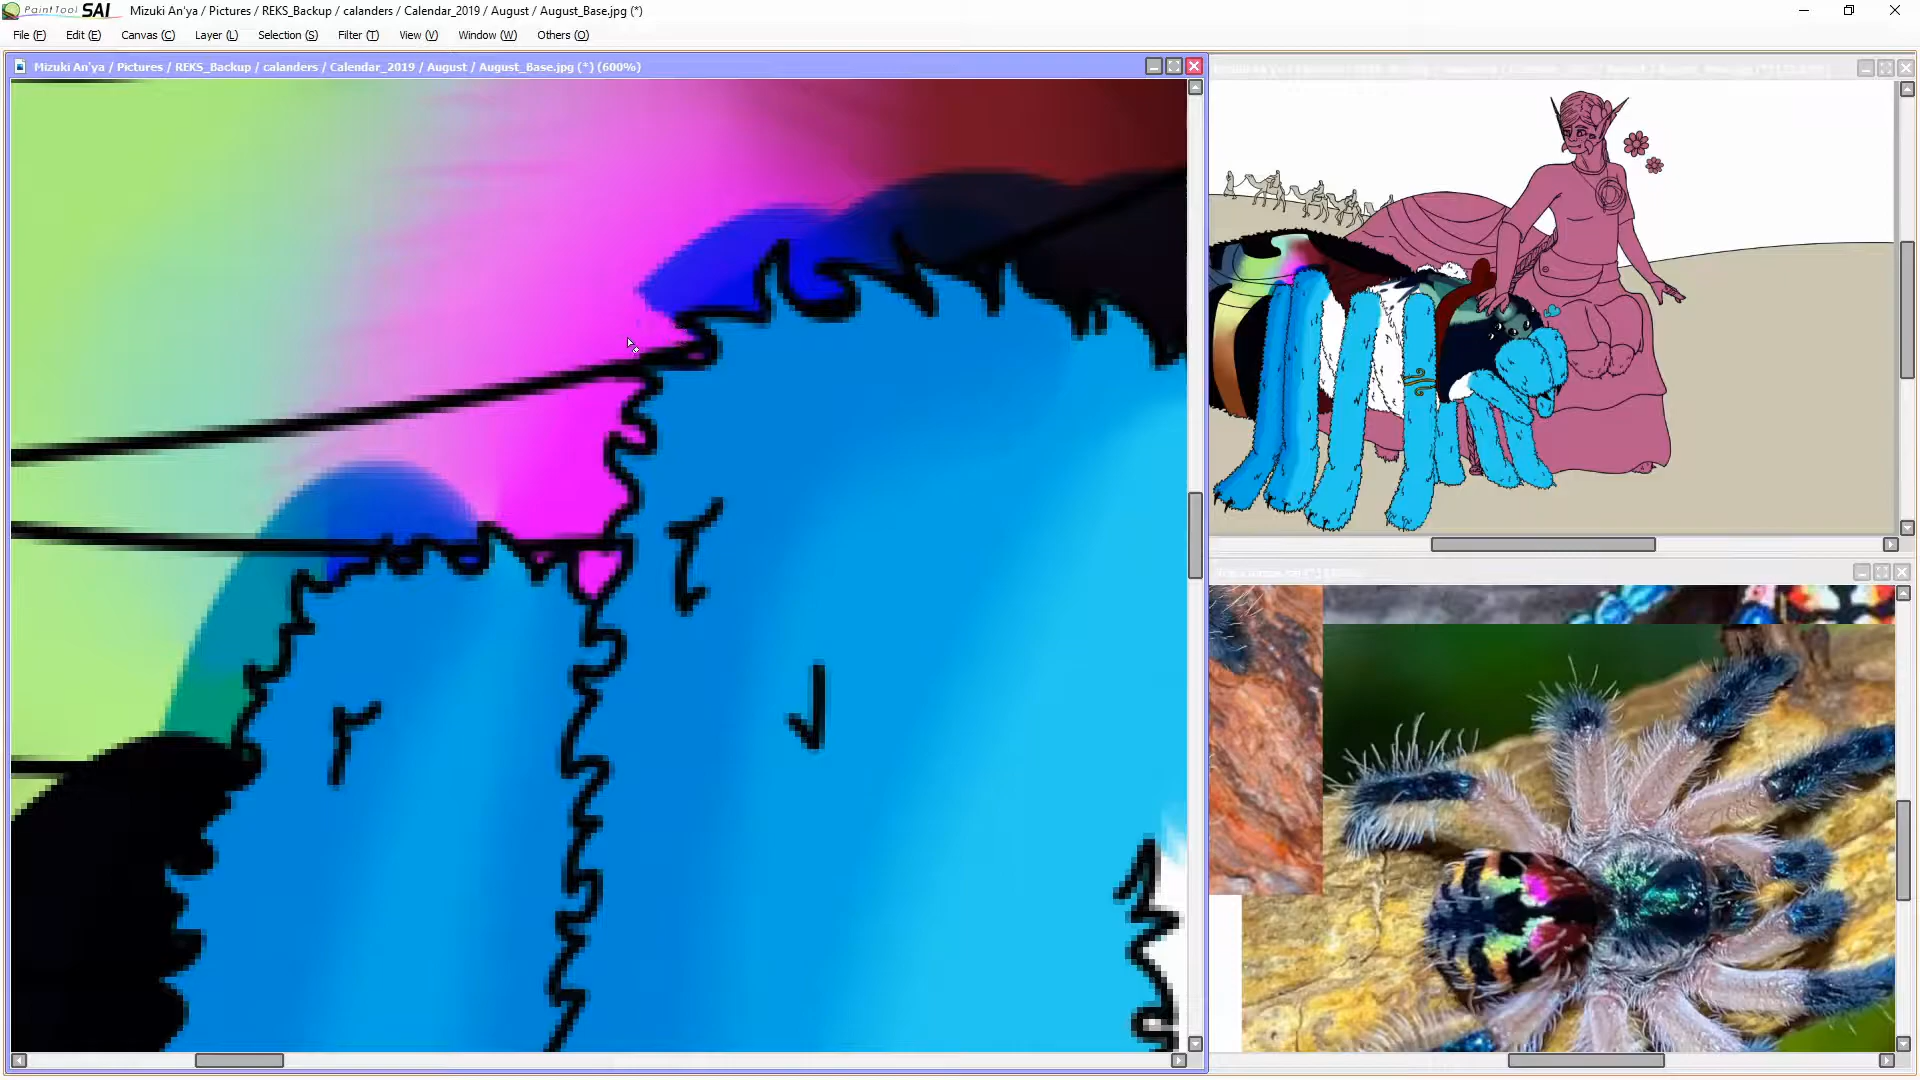 PaintTool SAI Mizuki An'ya / Pictures / REKS_Backup / calanders / Calendar_2019 / August / August_Base.jpg (*)
File (F) Edit (E) Canvas (C) Layer (L) Selection (S) Filter (T) View (V) Window (W) Others (O)
Mizuki An'ya / Pictures / REKS_Backup / calanders / Calendar_2019 / August / August_Base.jpg (*) (600%)